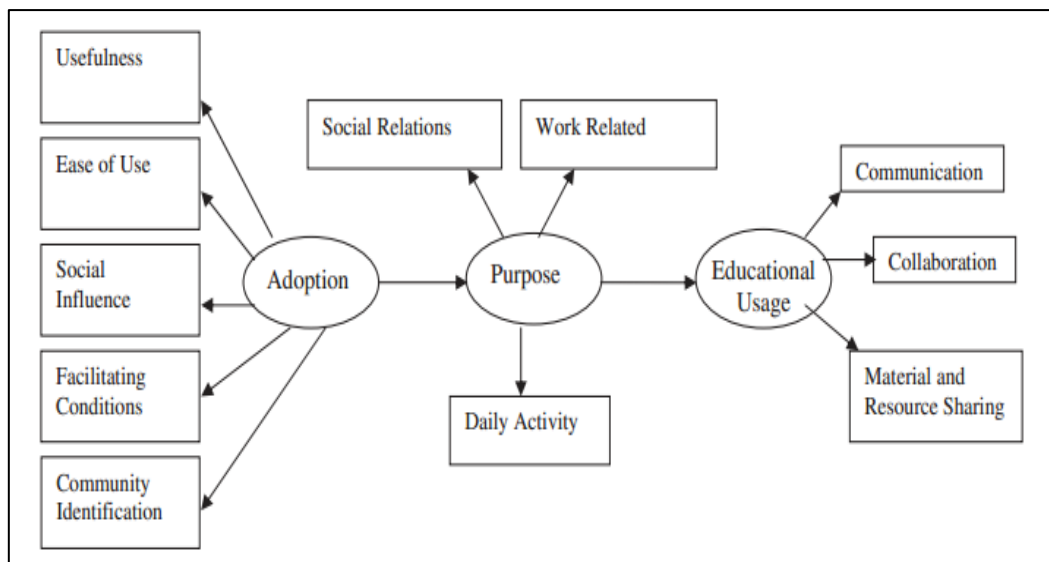 Usefulness
Ease of Use
Social
Influence
Facilitating
Conditions
Community
Identification
Adoption
Social Relations
Work Related
Purpose
Daily Activity
Educational
Usage
Communication
Collaboration
Material and
Resource Sharing